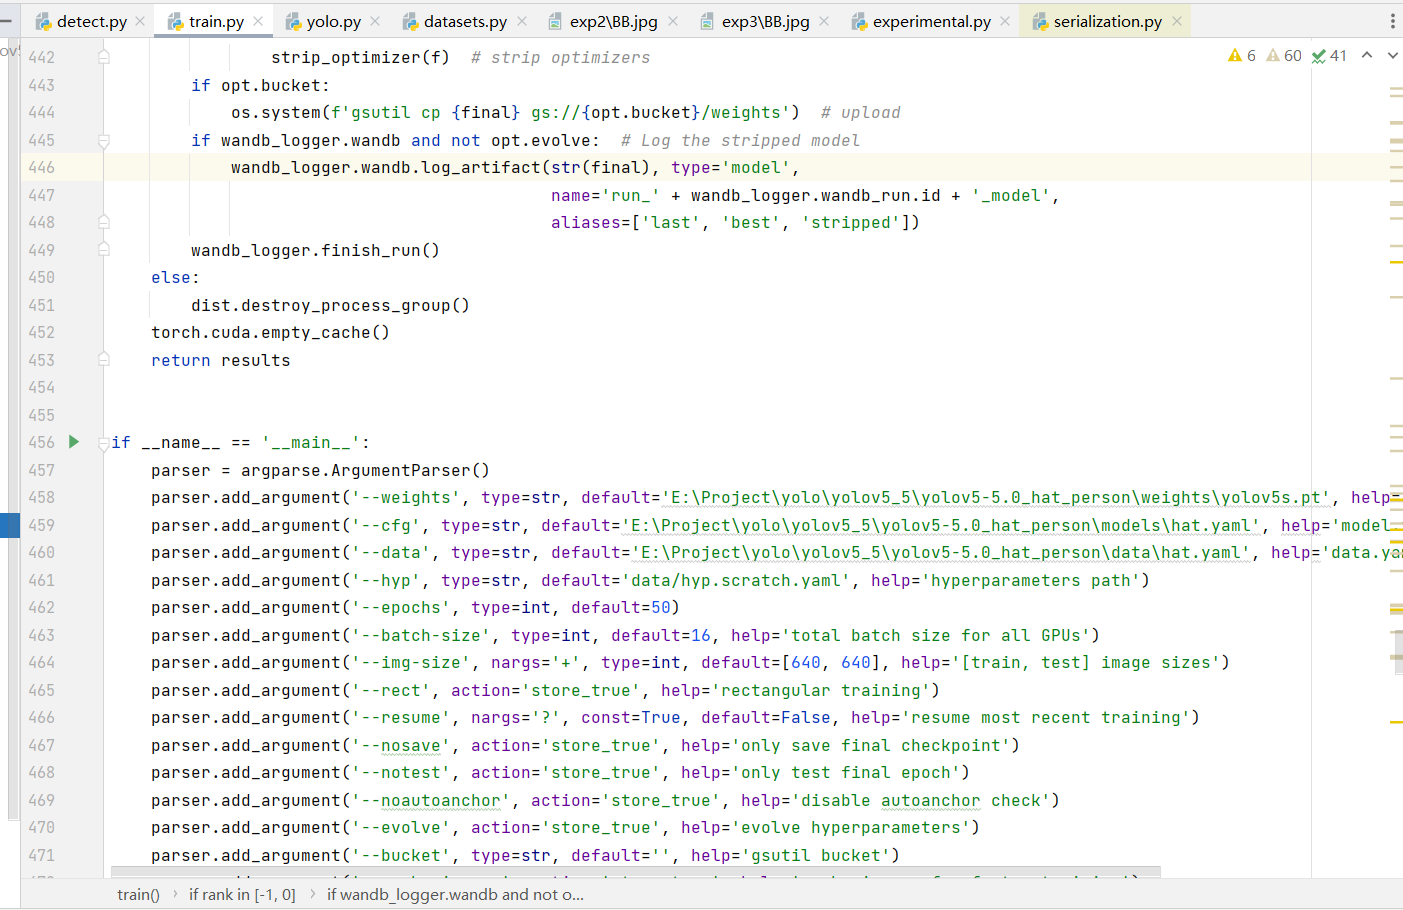 detect.py train.py yolo.py datasets.py exp2\BB.jpg exp3\BB.jpg experimental.py serialization.py
6 60 41
442 strip_optimizer(f)  # strip optimizers
443 if opt.bucket:
444 os.system(f'gsutil cp {final} gs://{opt.bucket}/weights')  # upload
445 if wandb_logger.wandb and not opt.evolve:  # Log the stripped model
446 wandb_logger.wandb.log_artifact(str(final), type='model',
447 name='run_' + wandb_logger.wandb_run.id + '_model',
448 aliases=['last', 'best', 'stripped'])
449 wandb_logger.finish_run()
450 else:
451 dist.destroy_process_group()
452 torch.cuda.empty_cache()
453 return results
454
455
456 if __name__ == '__main__':
457 parser = argparse.ArgumentParser()
458 parser.add_argument('--weights', type=str, default='E:\Project\yolo\yolov5_5\yolov5-5.0_hat_person\weights\yolov5s.pt', help=
459 parser.add_argument('--cfg', type=str, default='E:\Project\yolo\yolov5_5\yolov5-5.0_hat_person\models\hat.yaml', help='model.
460 parser.add_argument('--data', type=str, default='E:\Project\yolo\yolov5_5\yolov5-5.0_hat_person\data\hat.yaml', help='data.ya
461 parser.add_argument('--hyp', type=str, default='data/hyp.scratch.yaml', help='hyperparameters path')
462 parser.add_argument('--epochs', type=int, default=50)
463 parser.add_argument('--batch-size', type=int, default=16, help='total batch size for all GPUs')
464 parser.add_argument('--img-size', nargs='+', type=int, default=[640, 640], help='[train, test] image sizes')
465 parser.add_argument('--rect', action='store_true', help='rectangular training')
466 parser.add_argument('--resume', nargs='?', const=True, default=False, help='resume most recent training')
467 parser.add_argument('--nosave', action='store_true', help='only save final checkpoint')
468 parser.add_argument('--notest', action='store_true', help='only test final epoch')
469 parser.add_argument('--noautoanchor', action='store_true', help='disable autoanchor check')
470 parser.add_argument('--evolve', action='store_true', help='evolve hyperparameters')
471 parser.add_argument('--bucket', type=str, default='', help='gsutil bucket')
train() › if rank in [-1, 0] › if wandb_logger.wandb and not o...